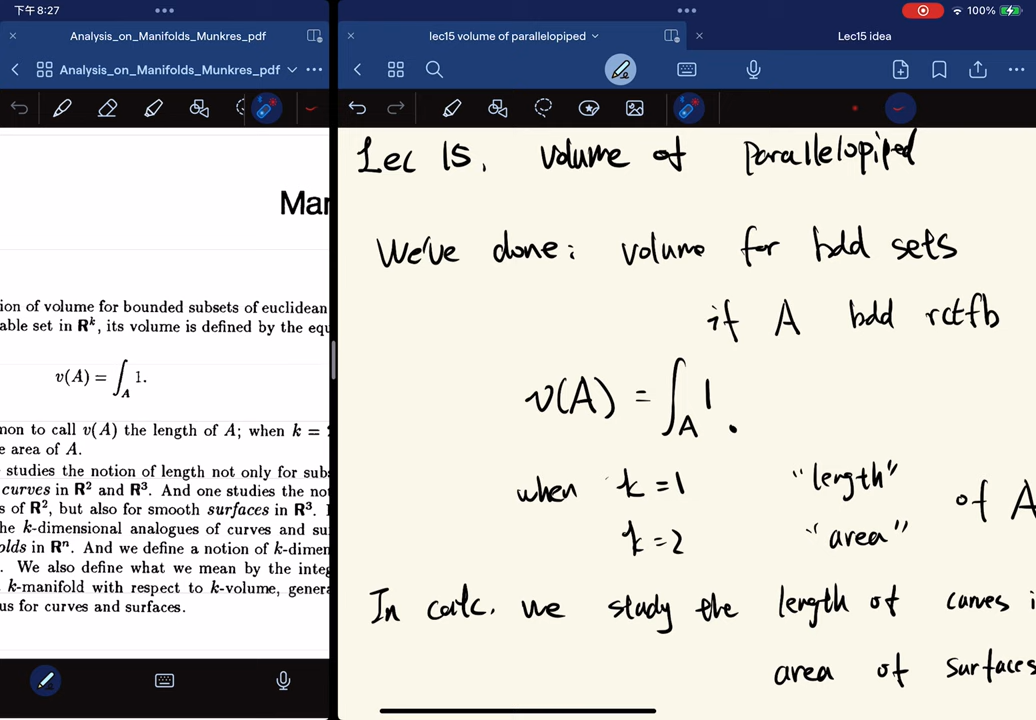 下午8:27
100%
Analysis_on_Manifolds_Munkres_pdf
lec15 volume of parallelopiped
Lec15 idea
Analysis_on_Manifolds_Munkres_pdf
Mar
ion of volume for bounded subsets of euclidean
able set in R^k, its volume is defined by the equ
v(A) = ∫_A 1.
mon to call v(A) the length of A; when k = 2
e area of A.
studies the notion of length not only for subs
curves in R² and R³. And one studies the not
s of R², but also for smooth surfaces in R³. I
he k-dimensional analogues of curves and su
olds in Rⁿ. And we define a notion of k-dimen
. We also define what we mean by the integ
k-manifold with respect to k-volume, genera
us for curves and surfaces.
Lec 15. volume of parallelopiped
We've done: volume for bdd sets
if A bdd rctfb
v(A) = ∫_A 1.
when k=1 "length"
of A
k=2 "area"
In calc. we study the length of curves i
area of surfaces